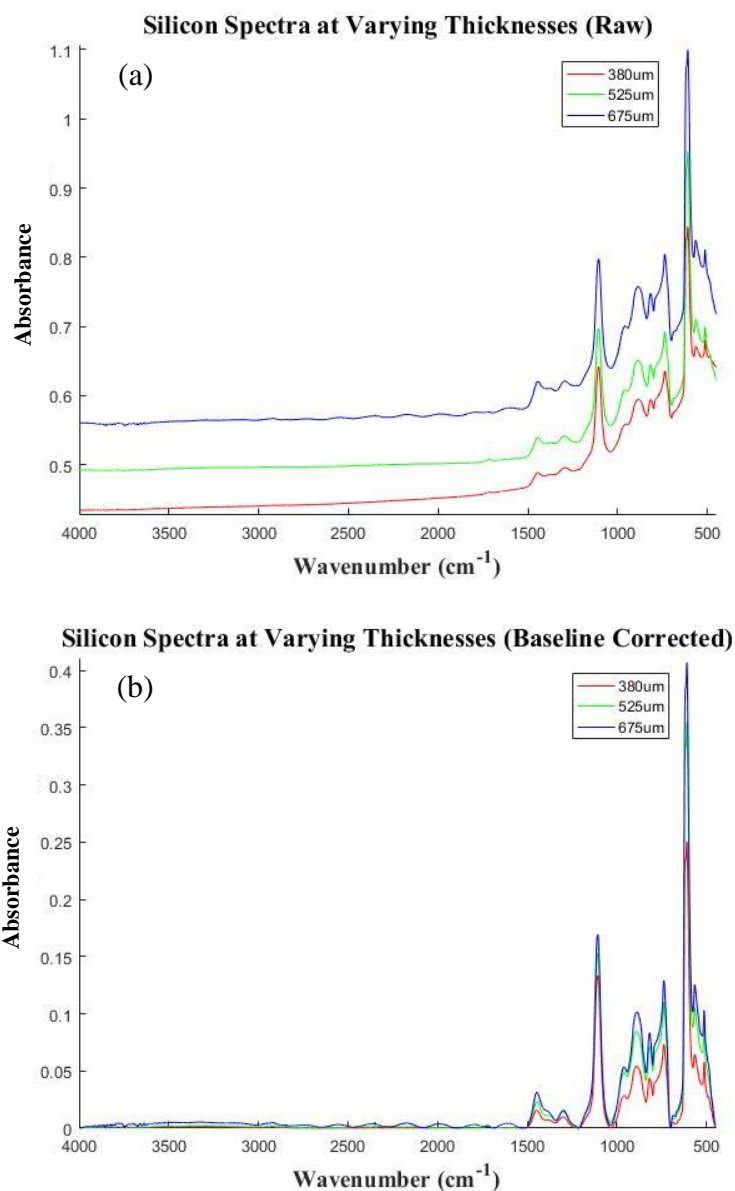 Silicon Spectra at Varying Thicknesses (Raw)
(a)
380um
525um
675um
1.1
1
0.9
0.8
0.7
0.6
0.5
Absorbance
4000 3500 3000 2500 2000 1500 1000 500
Wavenumber (cm⁻¹)
Silicon Spectra at Varying Thicknesses (Baseline Corrected)
(b)
380um
525um
675um
0.4
0.35
0.3
0.25
0.2
0.15
0.1
0.05
0
Absorbance
4000 3500 3000 2500 2000 1500 1000 500
Wavenumber (cm⁻¹)